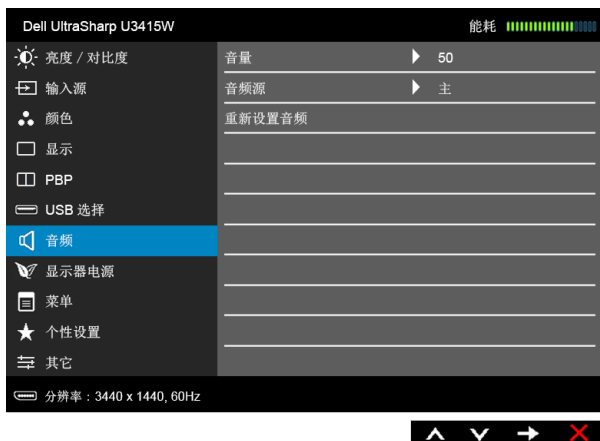 Dell UltraSharp U3415W 能耗
亮度 / 对比度 音量 50
输入源 音频源 主
颜色 重新设置音频
显示
PBP
USB 选择
音频
显示器电源
菜单
个性设置
其它
分辨率 : 3440 x 1440, 60Hz